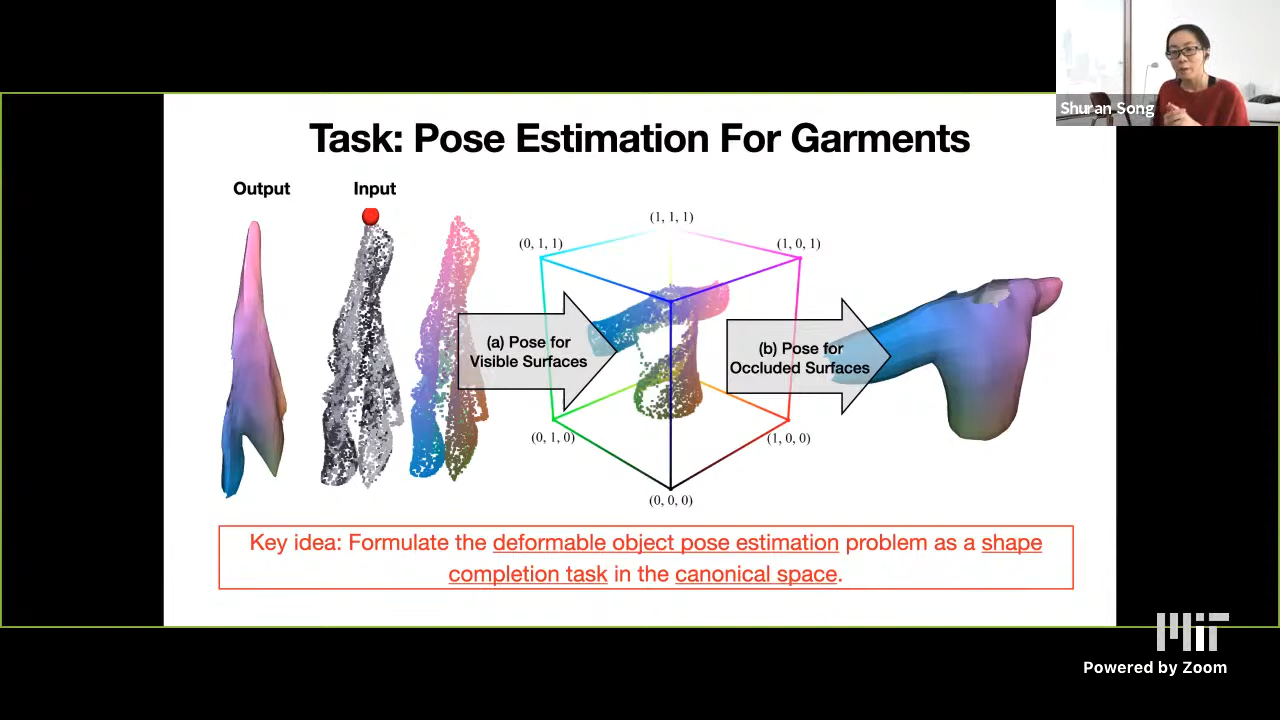 Shuran Song
Task: Pose Estimation For Garments
Output
Input
(1, 1, 1)
(0, 1, 1)
(1, 0, 1)
(a) Pose for
Visible Surfaces
(b) Pose for
Occluded Surfaces
(0, 1, 0)
(1, 0, 0)
(0, 0, 0)
Key idea: Formulate the deformable object pose estimation problem as a shape
completion task in the canonical space.
MIT
Powered by Zoom